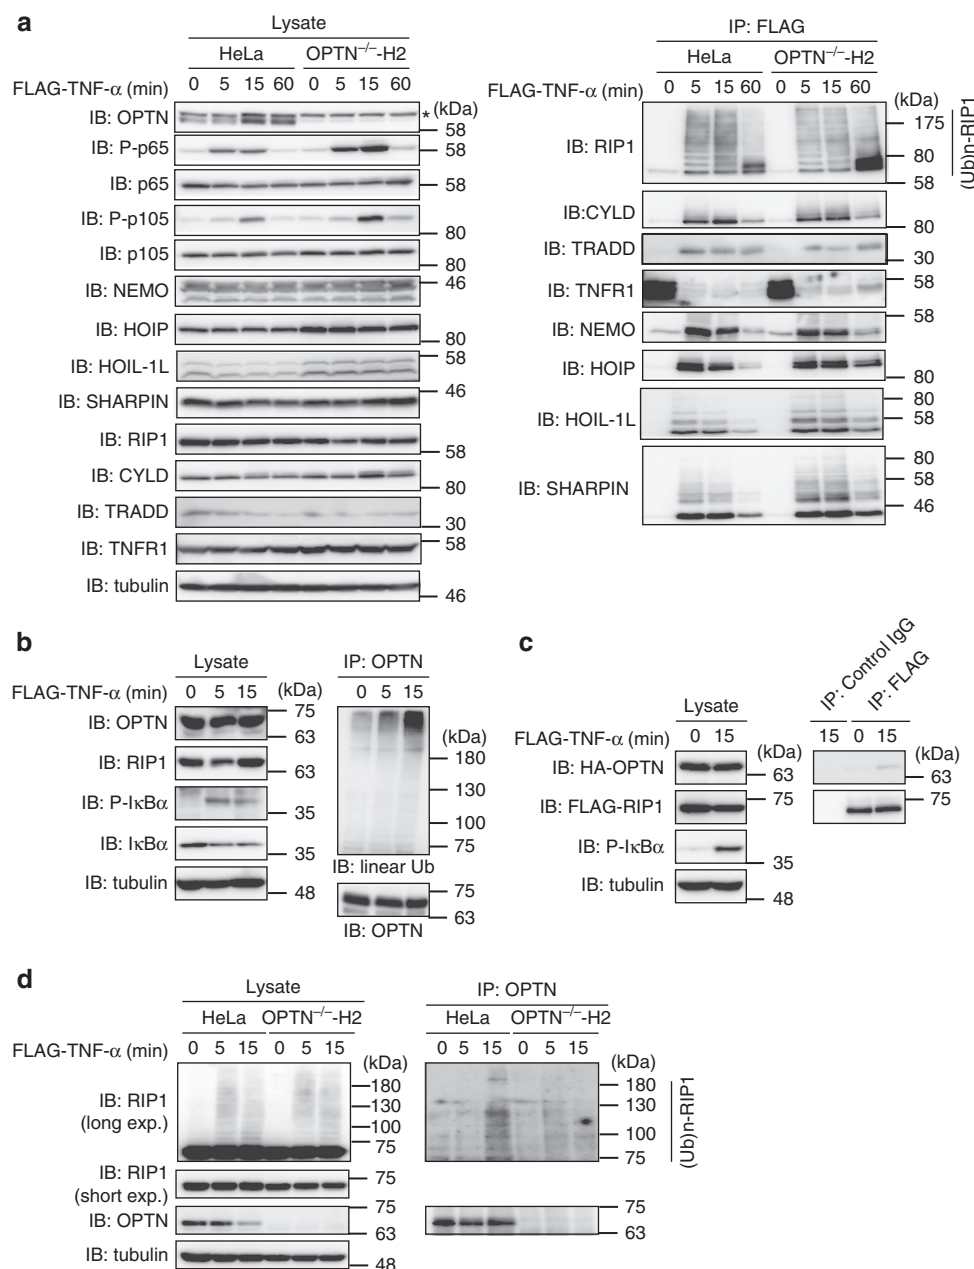 a
Lysate
HeLa OPTN–/–-H2
FLAG-TNF-α (min) 0 5 15 60 0 5 15 60
IB: OPTN * (kDa)
58
IB: P-p65 58
IB: p65 58
IB: P-p105
80
IB: p105
80
IB: NEMO 46
IB: HOIP
80
IB: HOIL-1L 58
IB: SHARPIN 46
IB: RIP1
58
IB: CYLD
80
IB: TRADD
30
IB: TNFR1 58
IB: tubulin
46
IP: FLAG
HeLa OPTN–/–-H2
FLAG-TNF-α (min) 0 5 15 60 0 5 15 60
(kDa)
175
IB: RIP1
80
58
(Ub)n-RIP1
IB:CYLD
80
IB: TRADD
30
IB: TNFR1 58
58
IB: NEMO
IB: HOIP
80
80
IB: HOIL-1L 58
80
58
IB: SHARPIN
46
b
Lysate
FLAG-TNF-α (min) 0 5 15 (kDa)
75
IB: OPTN
63
IB: RIP1
63
IB: P-IκBα
35
IB: IκBα
35
IB: tubulin
48
IP: OPTN
0 5 15
(kDa)
180
130
100
75
IB: linear Ub
75
63
IB: OPTN
c
Lysate
FLAG-TNF-α (min) 0 15
(kDa)
IB: HA-OPTN
63
IB: FLAG-RIP1 75
IB: P-IκBα
35
IB: tubulin
48
IP: Control IgG
IP: FLAG
15 0 15
(kDa)
63
75
d
Lysate
HeLa OPTN–/–-H2
FLAG-TNF-α (min) 0 5 15 0 5 15
(kDa)
180
IB: RIP1 130
(long exp.) 100
75
IB: RIP1 75
(short exp.)
75
IB: OPTN
63
IB: tubulin
48
IP: OPTN
HeLa OPTN–/–-H2
0 5 15 0 5 15
(kDa)
180
130
100
75
(Ub)n-RIP1
75
63